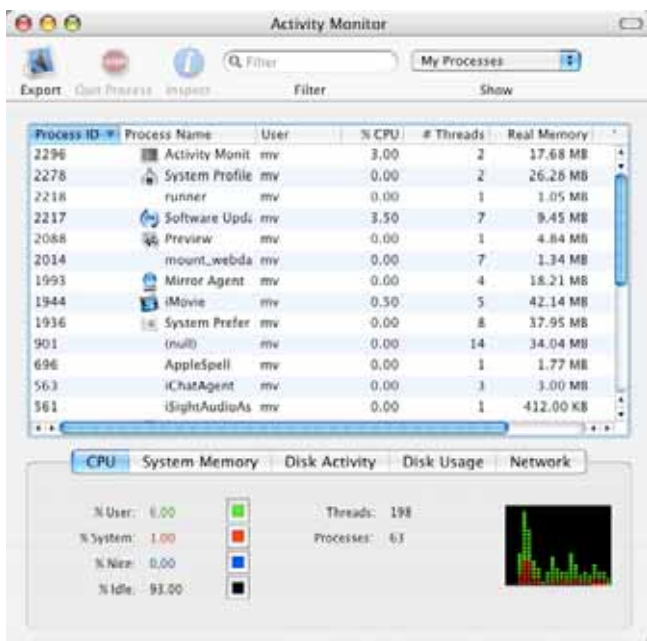 Activity Monitor
Export Quit Process Inspect Filter My Processes
Filter Show
Process ID Process Name User % CPU # Threads Real Memory
2296 Activity Monit mv 3.00 2 17.68 MB
2278 System Profile mv 0.00 2 26.28 MB
2218 runner mv 0.00 1 1.05 MB
2217 Software Upda mv 3.50 7 9.45 MB
2088 Preview mv 0.00 1 4.84 MB
2014 mount_webda mv 0.00 7 1.34 MB
1993 Mirror Agent mv 0.00 4 18.21 MB
1944 iMovie mv 0.50 5 42.14 MB
1936 System Prefer mv 0.00 8 37.95 MB
901 (null) mv 0.00 14 34.04 MB
696 AppleSpell mv 0.00 1 1.77 MB
563 iChatAgent mv 0.00 3 3.00 MB
561 iSightAudioAs mv 0.00 1 412.00 KB
CPU System Memory Disk Activity Disk Usage Network
% User: 6.00 Threads: 198
% System: 1.00 Processes: 63
% Nice: 0.00
% Idle: 93.00